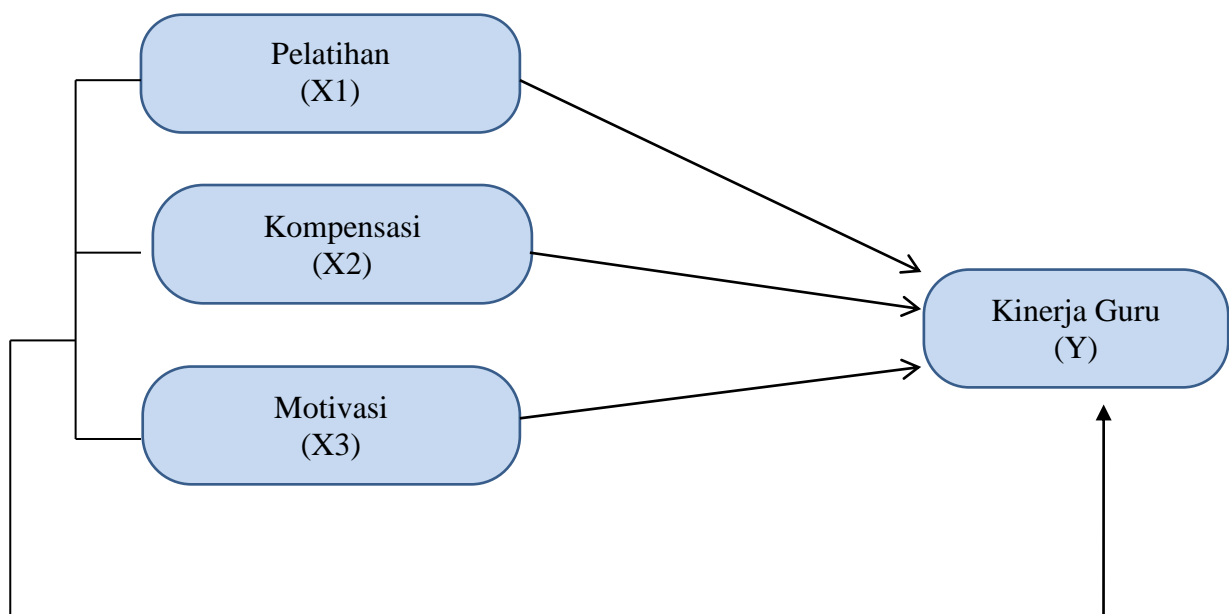 Pelatihan
(X1)
Kompensasi
(X2)
Kinerja Guru
(Y)
Motivasi
(X3)